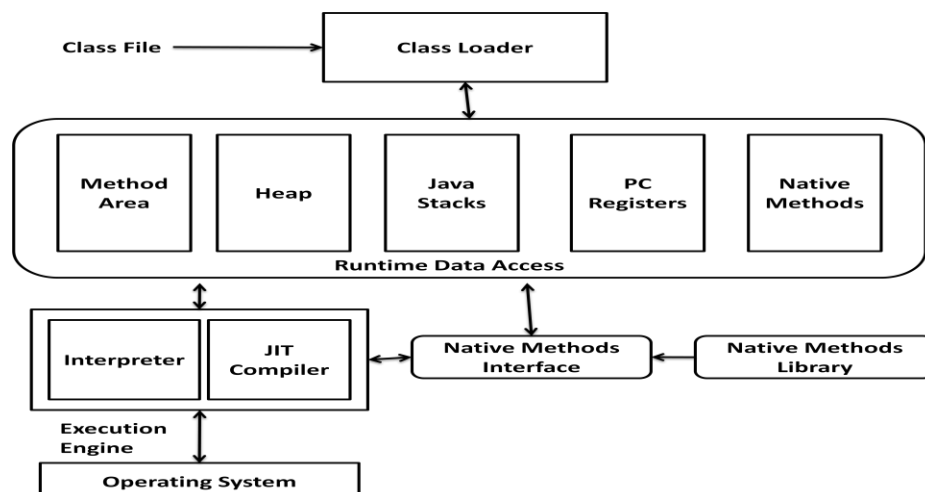 Class File
Class Loader
Method
Area
Heap
Java
Stacks
PC
Registers
Native
Methods
Runtime Data Access
Interpreter
JIT
Compiler
Native Methods
Interface
Native Methods
Library
Execution
Engine
Operating System